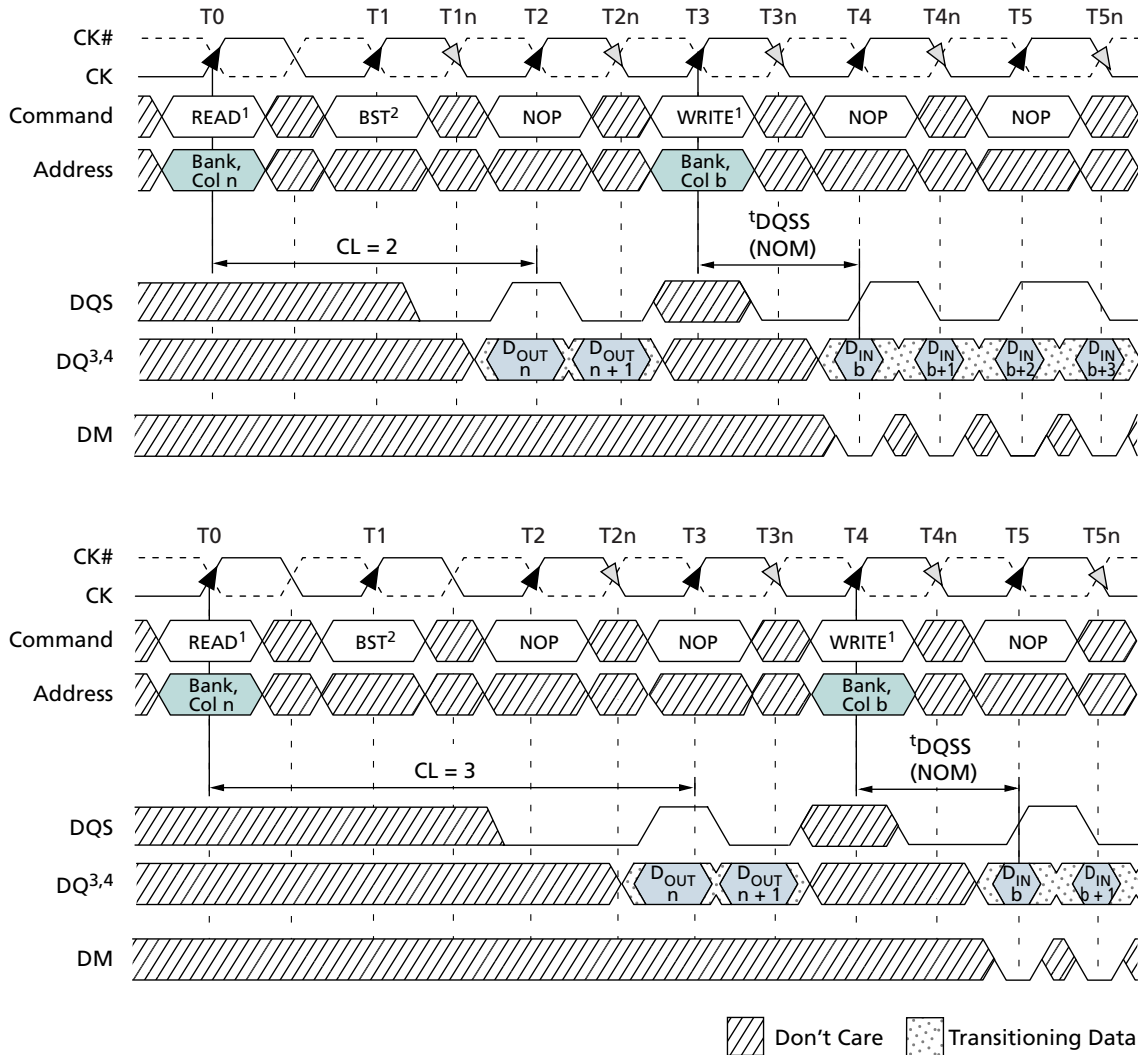 T0 T1 T1n T2 T2n T3 T3n T4 T4n T5 T5n
CK#
CK
Command READ¹ BST² NOP WRITE¹ NOP NOP
Address Bank, Col n Bank, Col b
CL = 2
tDQSS
(NOM)
DQS
DQ³,⁴ DOUT n DOUT n + 1 DIN b DIN b+1 DIN b+2 DIN b+3
DM
T0 T1 T2 T2n T3 T3n T4 T4n T5 T5n
CK#
CK
Command READ¹ BST² NOP NOP WRITE¹ NOP
Address Bank, Col n Bank, Col b
CL = 3
tDQSS
(NOM)
DQS
DQ³,⁴ DOUT n DOUT n + 1 DIN b DIN b + 1
DM
Don't Care Transitioning Data